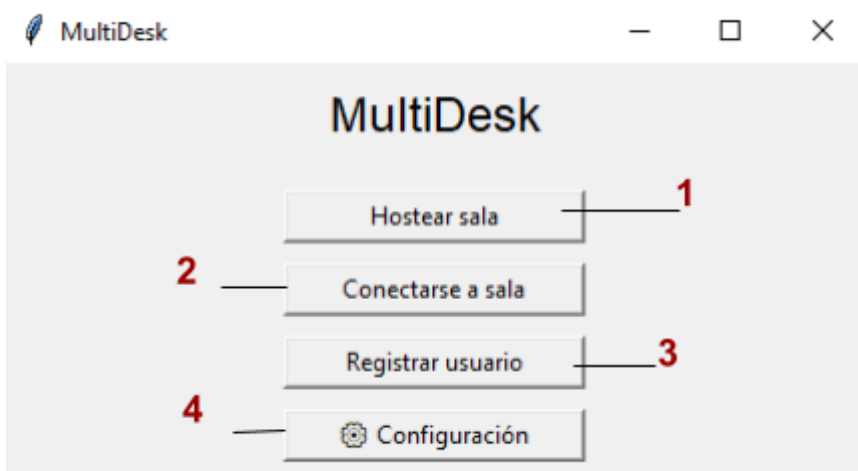 MultiDesk
MultiDesk
Hostear sala 1
2 Conectarse a sala
Registrar usuario 3
4 Configuración